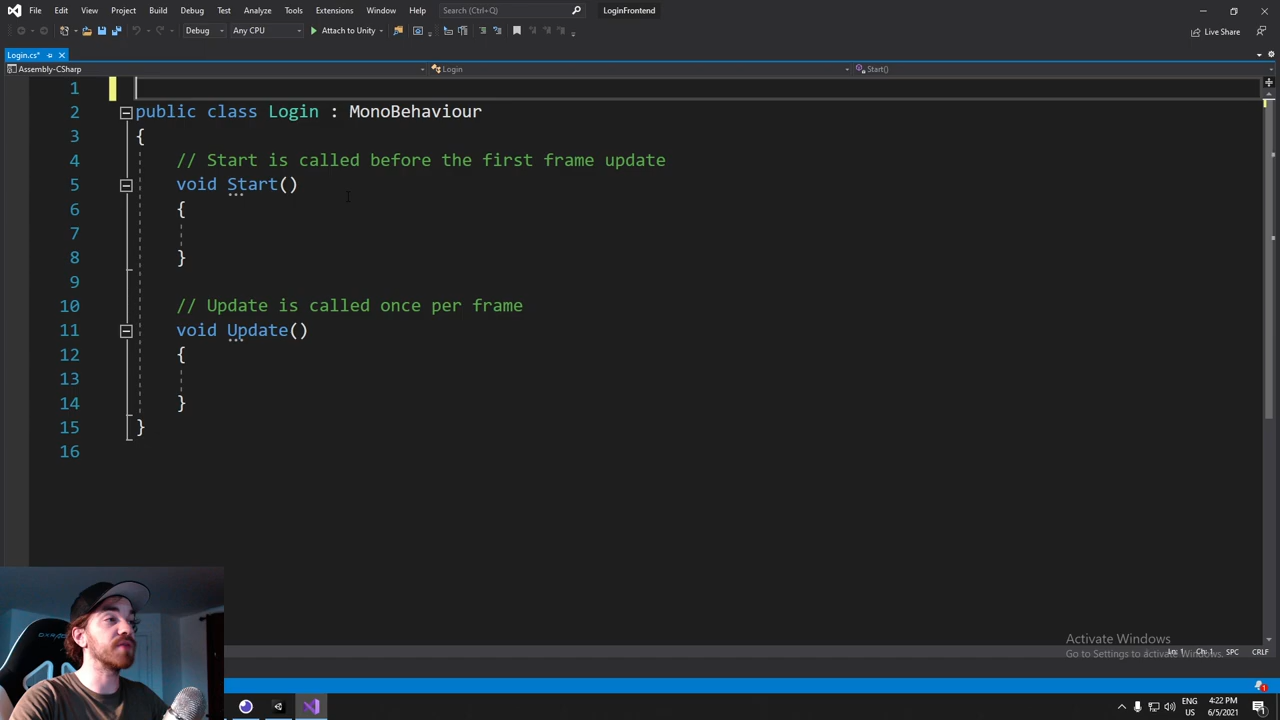 File Edit View Project Build Debug Test Analyze Tools Extensions Window Help Search (Ctrl+Q) LoginFrontend
Debug Any CPU Attach to Unity Live Share
Login.cs*
Assembly-CSharp Login Start()
1
2 public class Login : MonoBehaviour
3 {
4 // Start is called before the first frame update
5 void Start()
6 {
7
8 }
9
10 // Update is called once per frame
11 void Update()
12 {
13
14 }
15 }
16
Activate Windows
Go to Settings to activate Windows.
Ln: 1 Ch: 1 SPC CRLF
ENG 4:22 PM
US 6/5/2021